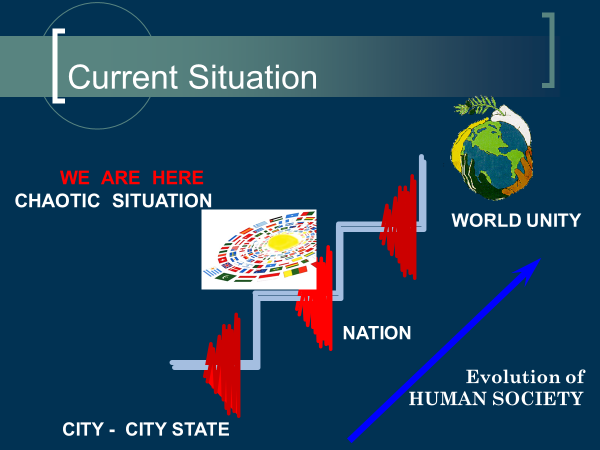 Current Situation
WE ARE HERE
CHAOTIC SITUATION
WORLD UNITY
NATION
Evolution of
HUMAN SOCIETY
CITY - CITY STATE